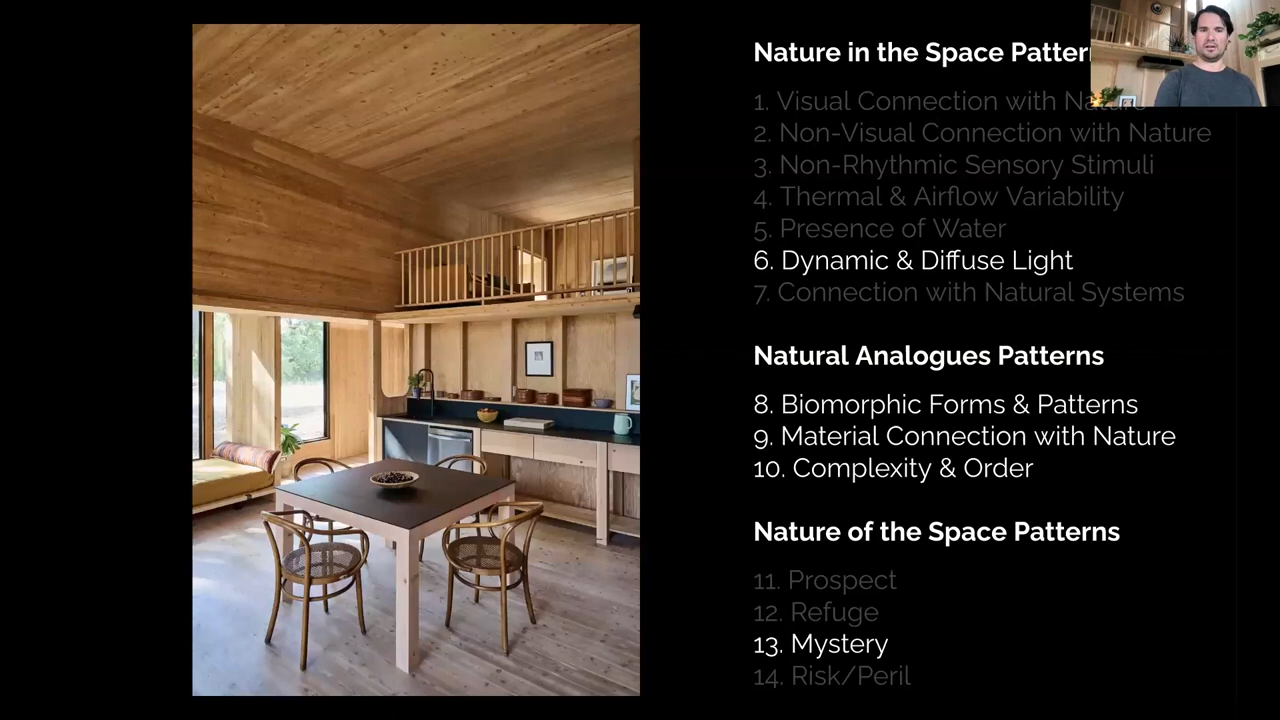 Nature in the Space
1. Visual Connection with
2. Non-Visual Connection with Nature
3. Non-Rhythmic Sensory Stimuli
4. Thermal & Airflow Variability
5. Presence of Water
6. Dynamic & Diffuse Light
7. Connection with Natural Systems
Natural Analogues Patterns
8. Biomorphic Forms & Patterns
9. Material Connection with Nature
10. Complexity & Order
Nature of the Space Patterns
11. Prospect
12. Refuge
13. Mystery
14. Risk/Peril